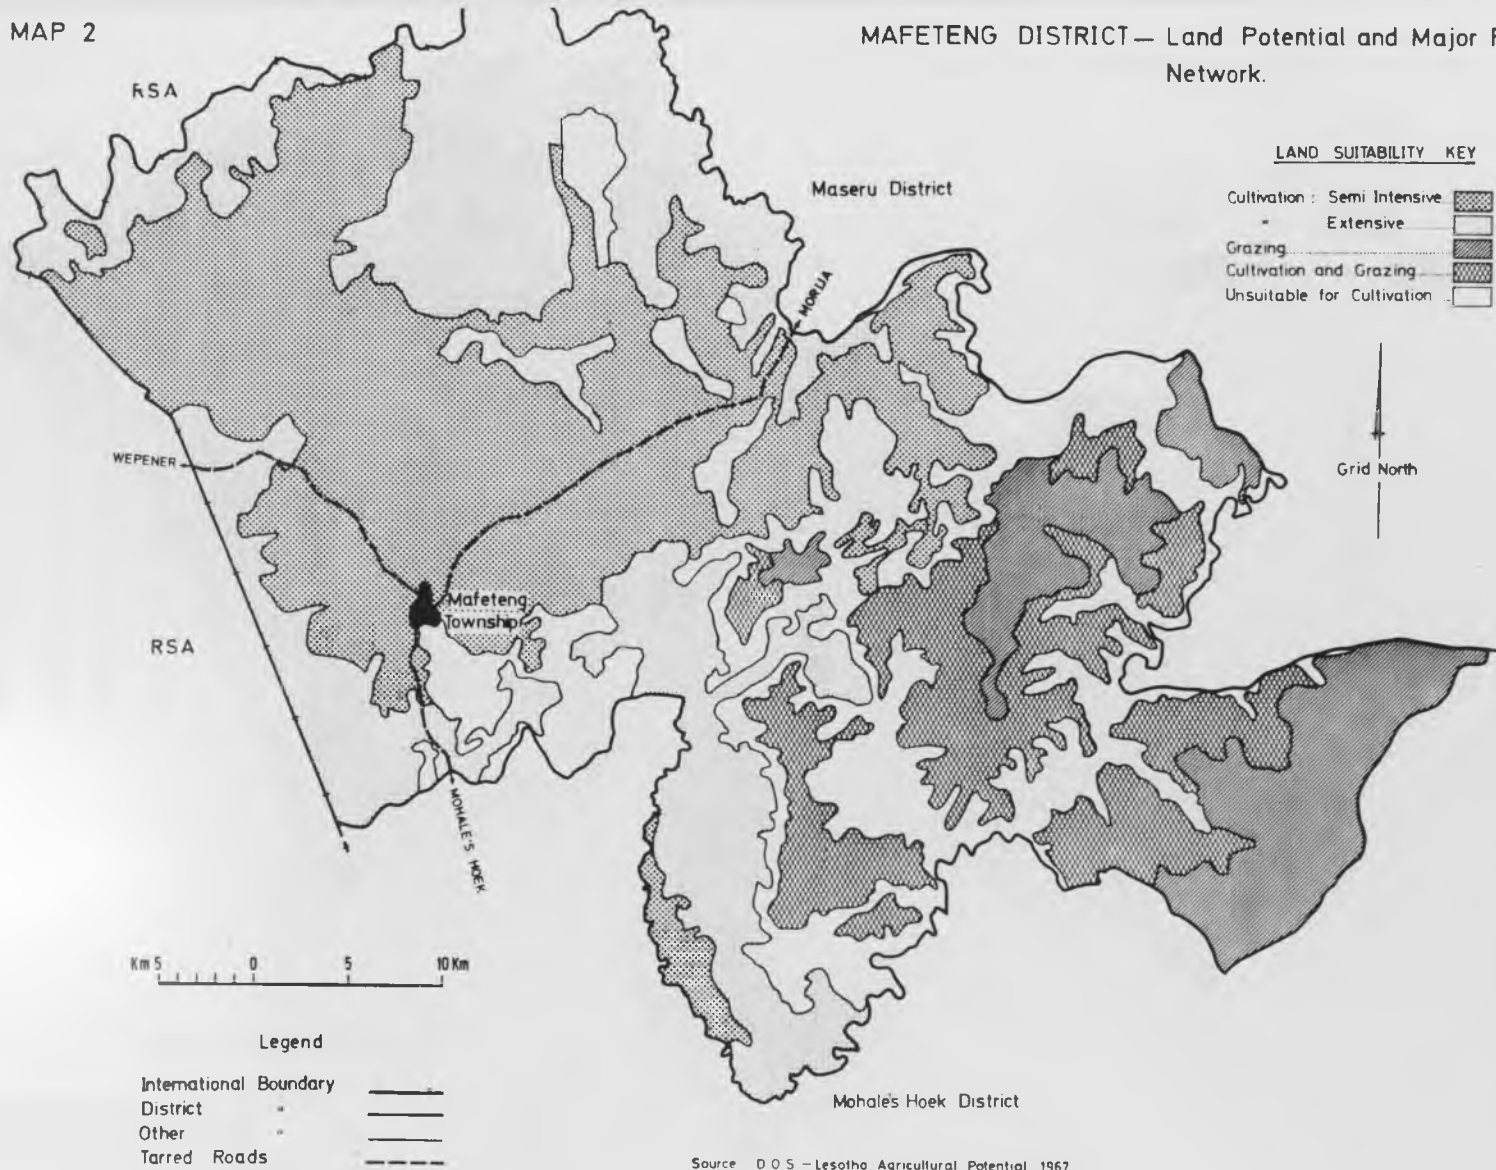 MAP 2
MAFETENG DISTRICT — Land Potential and Major
Network.
RSA
LAND SUITABILITY KEY
Maseru District
Cultivation : Semi Intensive
" Extensive
Grazing
Cultivation and Grazing
Unsuitable for Cultivation
MORIJA
WEPENER
Grid North
Mafeteng
Township
RSA
MOHALE'S HOEK
Km 5 0 5 10 Km
Legend
International Boundary
District "
Other "
Tarred Roads
Mohale's Hoek District
Source D O S – Lesotho Agricultural Potential 1967